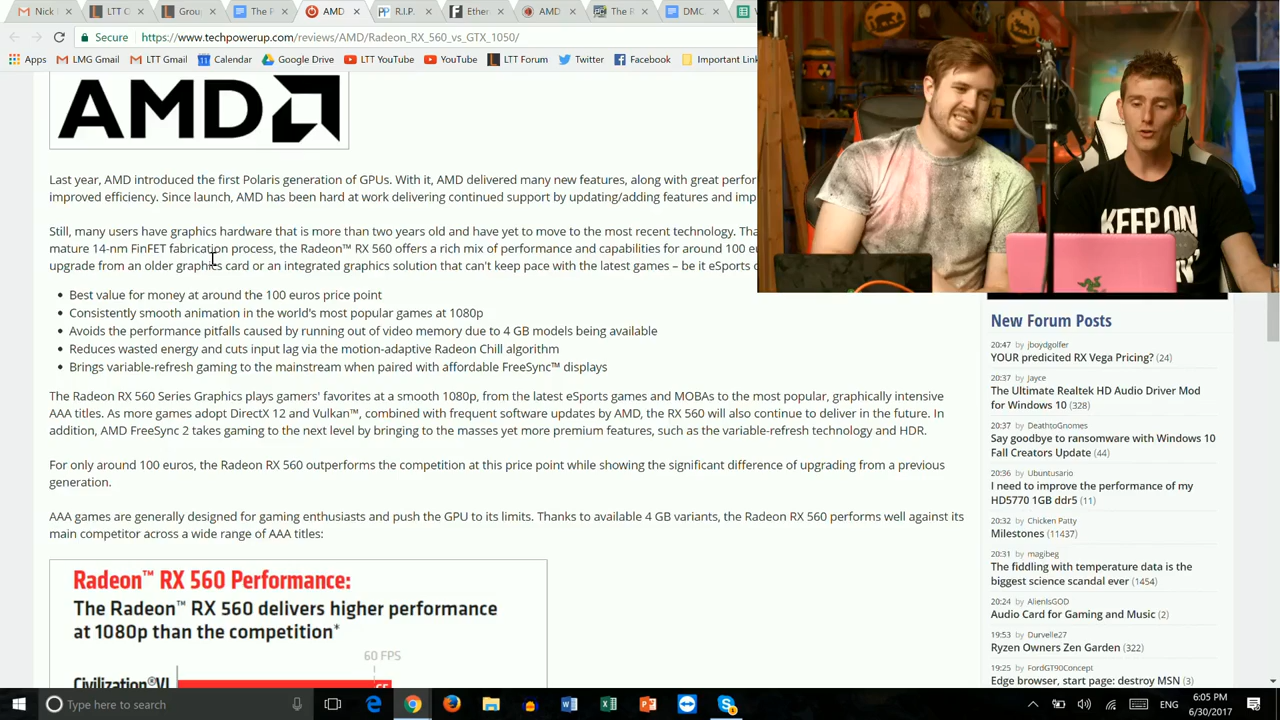 Nick
LTT C
Group
The P
AMD
R.I.P.
Ether
AMD
The R
DMC
Secure
https://www.techpowerup.com/reviews/AMD/Radeon_RX_560_vs_GTX_1050/
Apps
LMG Gmail
LTT Gmail
Calendar
Google Drive
LTT YouTube
YouTube
LTT Forum
Twitter
Facebook
Important Link
AMD
KEEP ON
Last year, AMD introduced the first Polaris generation of GPUs. With it, AMD delivered many new features, along with great perfor
improved efficiency. Since launch, AMD has been hard at work delivering continued support by updating/adding features and imp
Still, many users have graphics hardware that is more than two years old and have yet to move to the most recent technology. Tha
mature 14-nm FinFET fabrication process, the Radeon™ RX 560 offers a rich mix of performance and capabilities for around 100 eu
upgrade from an older graphics card or an integrated graphics solution that can't keep pace with the latest games – be it eSports o
• Best value for money at around the 100 euros price point
• Consistently smooth animation in the world's most popular games at 1080p
• Avoids the performance pitfalls caused by running out of video memory due to 4 GB models being available
• Reduces wasted energy and cuts input lag via the motion-adaptive Radeon Chill algorithm
• Brings variable-refresh gaming to the mainstream when paired with affordable FreeSync™ displays
The Radeon RX 560 Series Graphics plays gamers' favorites at a smooth 1080p, from the latest eSports games and MOBAs to the most popular, graphically intensive
AAA titles. As more games adopt DirectX 12 and Vulkan™, combined with frequent software updates by AMD, the RX 560 will also continue to deliver in the future. In
addition, AMD FreeSync 2 takes gaming to the next level by bringing to the masses yet more premium features, such as the variable-refresh technology and HDR.
For only around 100 euros, the Radeon RX 560 outperforms the competition at this price point while showing the significant difference of upgrading from a previous
generation.
AAA games are generally designed for gaming enthusiasts and push the GPU to its limits. Thanks to available 4 GB variants, the Radeon RX 560 performs well against its
main competitor across a wide range of AAA titles:
Radeon™ RX 560 Performance:
The Radeon™ RX 560 delivers higher performance
at 1080p than the competition*
60 FPS
Civilization®VI
New Forum Posts
20:47 by jboydgolfer
YOUR predicited RX Vega Pricing? (24)
20:37 by Jayce
The Ultimate Realtek HD Audio Driver Mod
for Windows 10 (328)
20:37 by DeathtoGnomes
Say goodbye to ransomware with Windows 10
Fall Creators Update (44)
20:36 by Ubuntusario
I need to improve the performance of my
HD5770 1GB ddr5 (11)
20:32 by Chicken Patty
Milestones (11437)
20:31 by magibeg
The fiddling with temperature data is the
biggest science scandal ever (1454)
20:24 by AlienIsGOD
Audio Card for Gaming and Music (2)
19:53 by Durvelle27
Ryzen Owners Zen Garden (322)
19:25 by FordGT90Concept
Edge browser, start page: destroy MSN (3)
Type here to search
ENG
6:05 PM
6/30/2017